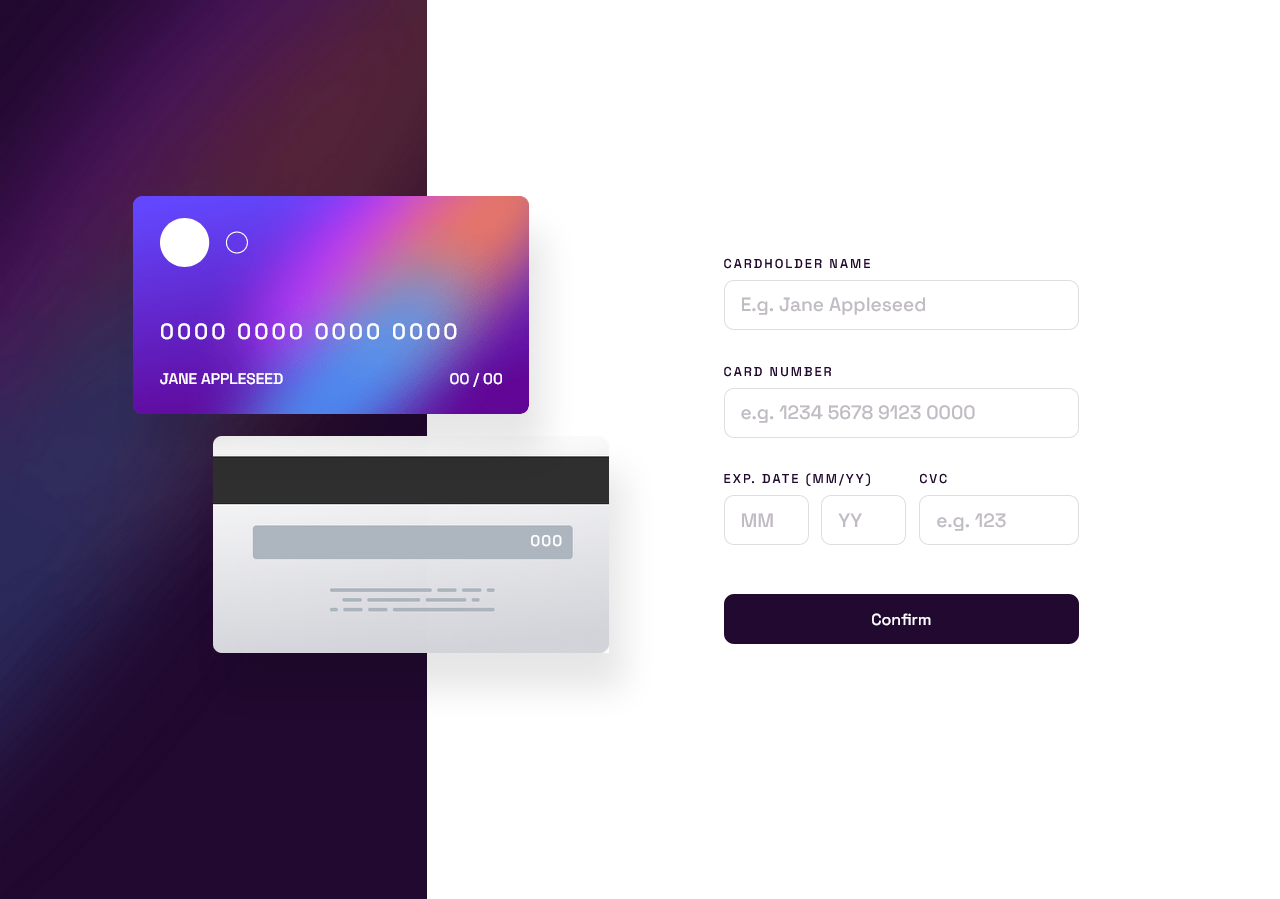 0000 0000 0000 0000
JANE APPLESEED 00 / 00
000
CARDHOLDER NAME
E.g. Jane Appleseed
CARD NUMBER
e.g. 1234 5678 9123 0000
EXP. DATE (MM/YY) CVC
MM YY e.g. 123
Confirm